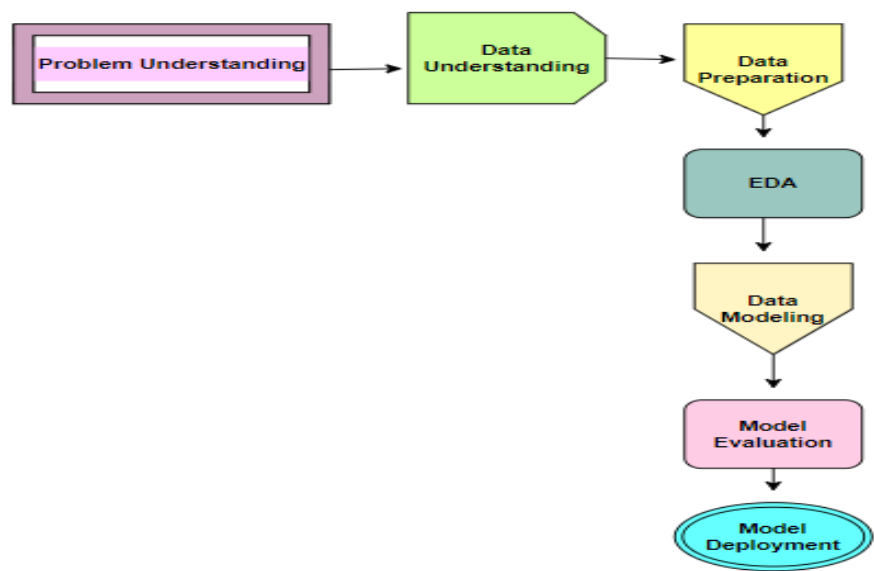 Problem Understanding
Data
Understanding
Data
Preparation
EDA
Data
Modeling
Model
Evaluation
Model
Deployment